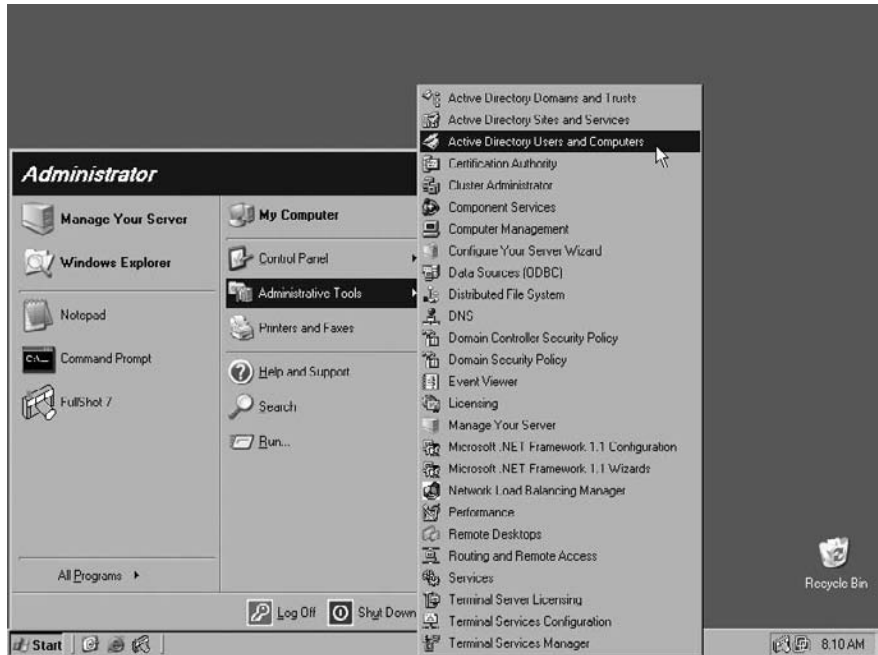 Administrator
Manage Your Server
Windows Explorer
Notepad
Command Prompt
FullShot 7
All Programs
My Computer
Control Panel
Administrative Tools
Printers and Faxes
Help and Support
Search
Run...
Log Off
Shut Down
Active Directory Domains and Trusts
Active Directory Sites and Services
Active Directory Users and Computers
Certification Authority
Cluster Administrator
Component Services
Computer Management
Configure Your Server Wizard
Data Sources (ODBC)
Distributed File System
DNS
Domain Controller Security Policy
Domain Security Policy
Event Viewer
Licensing
Manage Your Server
Microsoft .NET Framework 1.1 Configuration
Microsoft .NET Framework 1.1 Wizards
Network Load Balancing Manager
Performance
Remote Desktops
Routing and Remote Access
Services
Terminal Server Licensing
Terminal Services Configuration
Terminal Services Manager
Recycle Bin
Start
8:10 AM